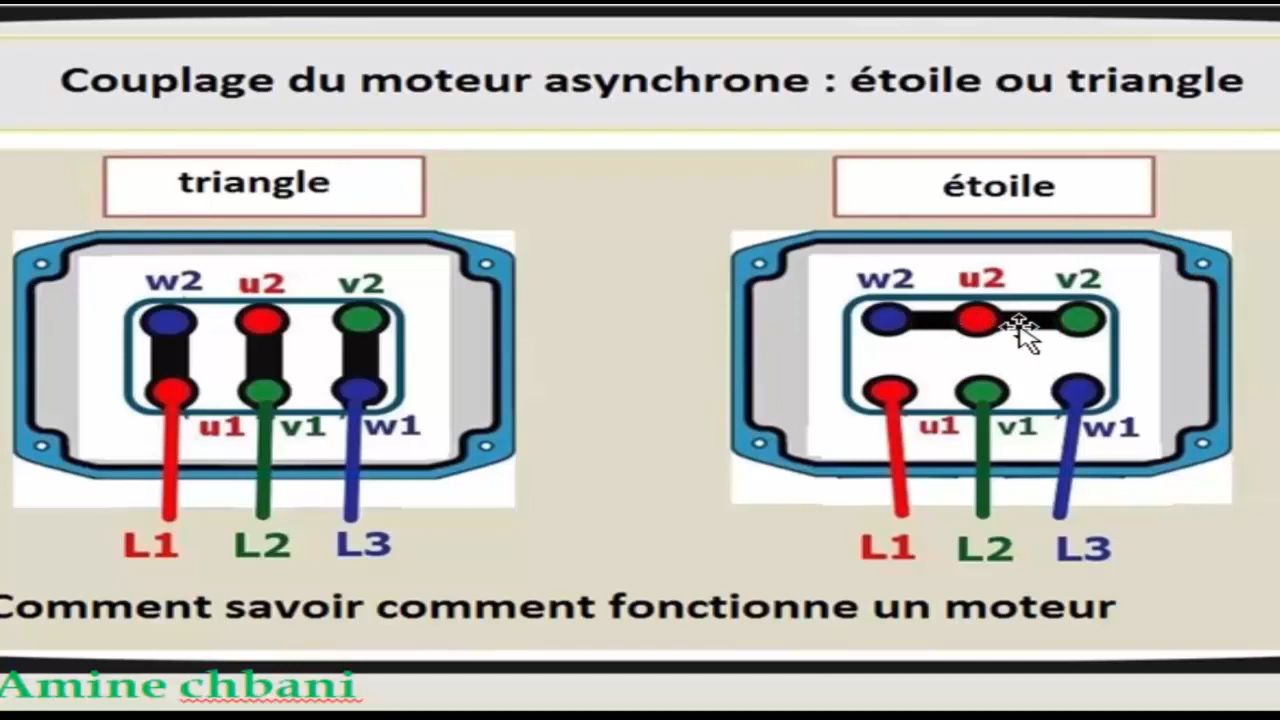 Couplage du moteur asynchrone : étoile ou triangle
triangle
étoile
w2 u2 v2
u1 v1 w1
L1 L2 L3
w2 u2 v2
u1 v1 w1
L1 L2 L3
Comment savoir comment fonctionne un moteur
Amine chbani